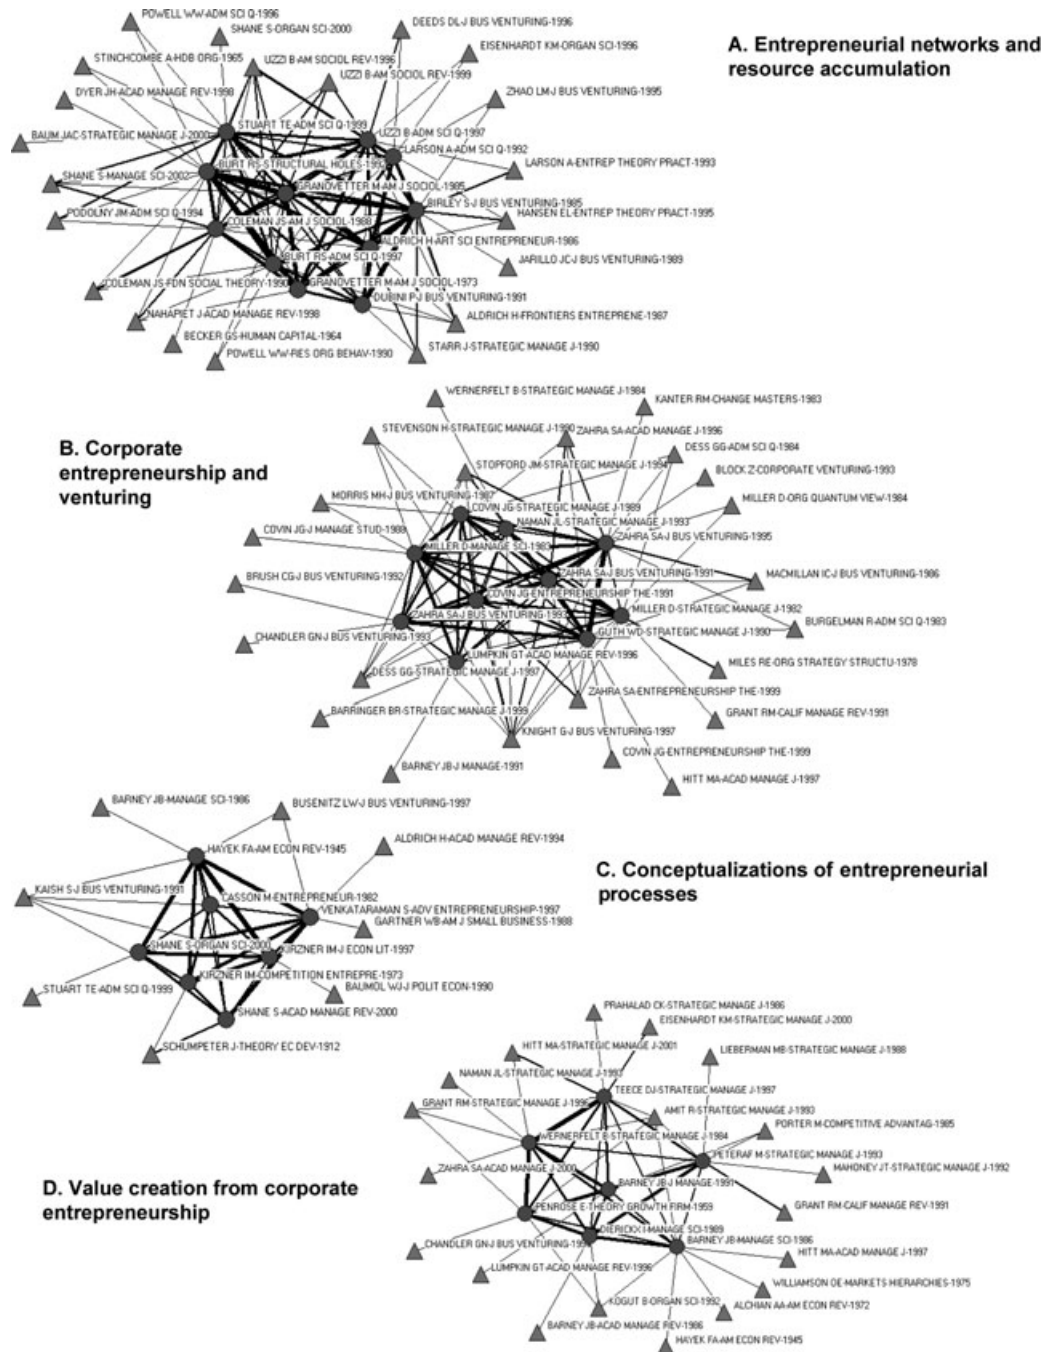 POWELL WW-ADM SCI Q-1996
SHANE S-ORGAN SCI-2000
DEEDS DL-J BUS VENTURING-1996
EISENHARDT KM-ORGAN SCI-1996
A. Entrepreneurial networks and
resource accumulation
STINCHCOMBE A-HDB ORG-1965
UZZI B-AM SOCIOL REV-1996
UZZI B-AM SOCIOL REV-1999
DYER JH-ACAD MANAGE REV-1998
ZHAO LM-J BUS VENTURING-1995
STUART TE-ADM SCI Q-1999
UZZI B-ADM SCI Q-1997
BAUM JAC-STRATEGIC MANAGE J-2000
LARSON A-ADM SCI Q-1992
BURT RS-STRUCTURAL HOLES-1992
LARSON A-ENTREP THEORY PRACT-1993
SHANE S-MANAGE SCI-2002
GRANOVETTER M-AM J SOCIOL-1985
BIRLEY S-J BUS VENTURING-1985
PODOLNY JM-ADM SCI Q-1994
COLEMAN JS-AM J SOCIOL-1988
HANSEN EL-ENTREP THEORY PRACT-1995
ALDRICH H-ART SCI ENTREPRENEUR-1986
BURT RS-ADM SCI Q-1997
JARILLO JC-J BUS VENTURING-1989
COLEMAN JS-FDN SOCIAL THEORY-1990
GRANOVETTER M-AM J SOCIOL-1973
DUBINI P-J BUS VENTURING-1991
NAHAPIET J-ACAD MANAGE REV-1998
ALDRICH H-FRONTIERS ENTREPRENE-1987
BECKER GS-HUMAN CAPITAL-1964
STARR J-STRATEGIC MANAGE J-1990
POWELL WW-RES ORG BEHAV-1990
B. Corporate
entrepreneurship and
venturing
WERNERFELT B-STRATEGIC MANAGE J-1984
KANTER RM-CHANGE MASTERS-1983
STEVENSON H-STRATEGIC MANAGE J-1990
ZAHRA SA-ACAD MANAGE J-1996
DESS GG-ADM SCI Q-1984
STOPFORD JM-STRATEGIC MANAGE J-1994
BLOCK Z-CORPORATE VENTURING-1993
MORRIS MH-J BUS VENTURING-1987
COVIN JG-STRATEGIC MANAGE J-1989
MILLER D-ORG QUANTUM VIEW-1984
NAMAN JL-STRATEGIC MANAGE J-1993
COVIN JG-J MANAGE STUD-1988
ZAHRA SA-J BUS VENTURING-1995
MILLER D-MANAGE SCI-1983
BRUSH CG-J BUS VENTURING-1992
ZAHRA SA-J BUS VENTURING-1991
MACMILLAN IC-J BUS VENTURING-1986
COVIN JG-ENTREPRENEURSHIP THE-1991
ZAHRA SA-J BUS VENTURING-1993
MILLER D-STRATEGIC MANAGE J-1982
BURGELMAN R-ADM SCI Q-1983
CHANDLER GN-J BUS VENTURING-1993
GUTH WD-STRATEGIC MANAGE J-1990
LUMPKIN GT-ACAD MANAGE REV-1996
DESS GG-STRATEGIC MANAGE J-1997
MILES RE-ORG STRATEGY STRUCTU-1978
ZAHRA SA-ENTREPRENEURSHIP THE-1999
BARRINGER BR-STRATEGIC MANAGE J-1999
GRANT RM-CALIF MANAGE REV-1991
KNIGHT G-J BUS VENTURING-1997
COVIN JG-ENTREPRENEURSHIP THE-1999
BARNEY JB-J MANAGE-1991
HITT MA-ACAD MANAGE J-1997
C. Conceptualizations of entrepreneurial
processes
BARNEY JB-MANAGE SCI-1986
BUSENITZ LW-J BUS VENTURING-1997
ALDRICH H-ACAD MANAGE REV-1994
HAYEK FA-AM ECON REV-1945
KAISH S-J BUS VENTURING-1991
CASSON M-ENTREPRENEUR-1982
VENKATARAMAN S-ADV ENTREPRENEURSHIP-1997
GARTNER WB-AM J SMALL BUSINESS-1988
SHANE S-ORGAN SCI-2000
KIRZNER IM-J ECON LIT-1997
KIRZNER IM-COMPETITION ENTREPRE-1973
STUART TE-ADM SCI Q-1999
BAUMOL WJ-J POLIT ECON-1990
SHANE S-ACAD MANAGE REV-2000
SCHUMPETER J-THEORY EC DEV-1912
D. Value creation from corporate
entrepreneurship
PRAHALAD CK-STRATEGIC MANAGE J-1986
EISENHARDT KM-STRATEGIC MANAGE J-2000
HITT MA-STRATEGIC MANAGE J-2001
LIEBERMAN MB-STRATEGIC MANAGE J-1988
NAMAN JL-STRATEGIC MANAGE J-1993
TEECE DJ-STRATEGIC MANAGE J-1997
GRANT RM-STRATEGIC MANAGE J-1996
AMIT R-STRATEGIC MANAGE J-1993
PORTER M-COMPETITIVE ADVANTAG-1985
WERNERFELT B-STRATEGIC MANAGE J-1984
PETERAF M-STRATEGIC MANAGE J-1993
ZAHRA SA-ACAD MANAGE J-2000
MAHONEY JT-STRATEGIC MANAGE J-1992
BARNEY JB-J MANAGE-1991
PENROSE E-THEORY GROWTH FIRM-1959
GRANT RM-CALIF MANAGE REV-1991
DIERICKX I-MANAGE SCI-1989
BARNEY JB-MANAGE SCI-1986
CHANDLER GN-J BUS
HITT MA-ACAD MANAGE J-1997
LUMPKIN GT-ACAD MANAGE REV-1996
WILLIAMSON OE-MARKETS HIERARCHIES-1975
KOGUT B-ORGAN SCI-1992
ALCHIAN AA-AM ECON REV-1972
BARNEY JB-ACAD MANAGE REV-1986
HAYEK FA-AM ECON REV-1945